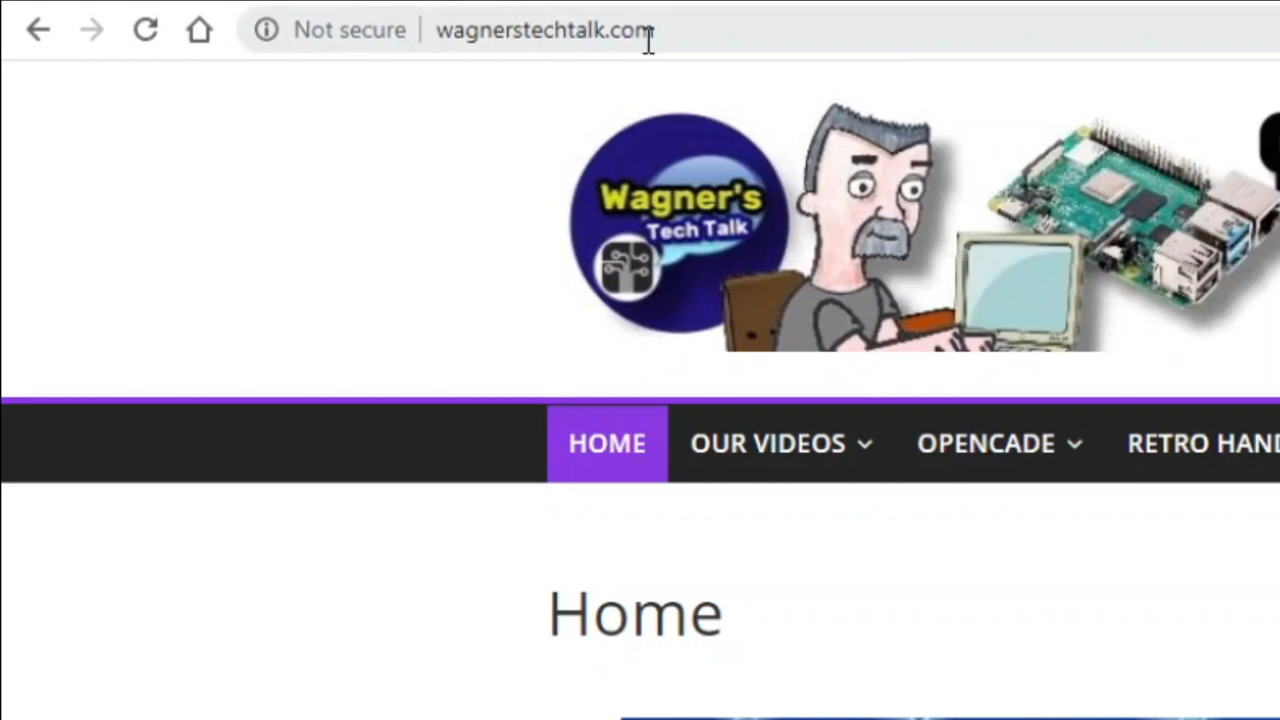 Not secure | wagnerstechtalk.com
Wagner's
Tech Talk
HOME OUR VIDEOS OPENCADE RETRO HAND
Home